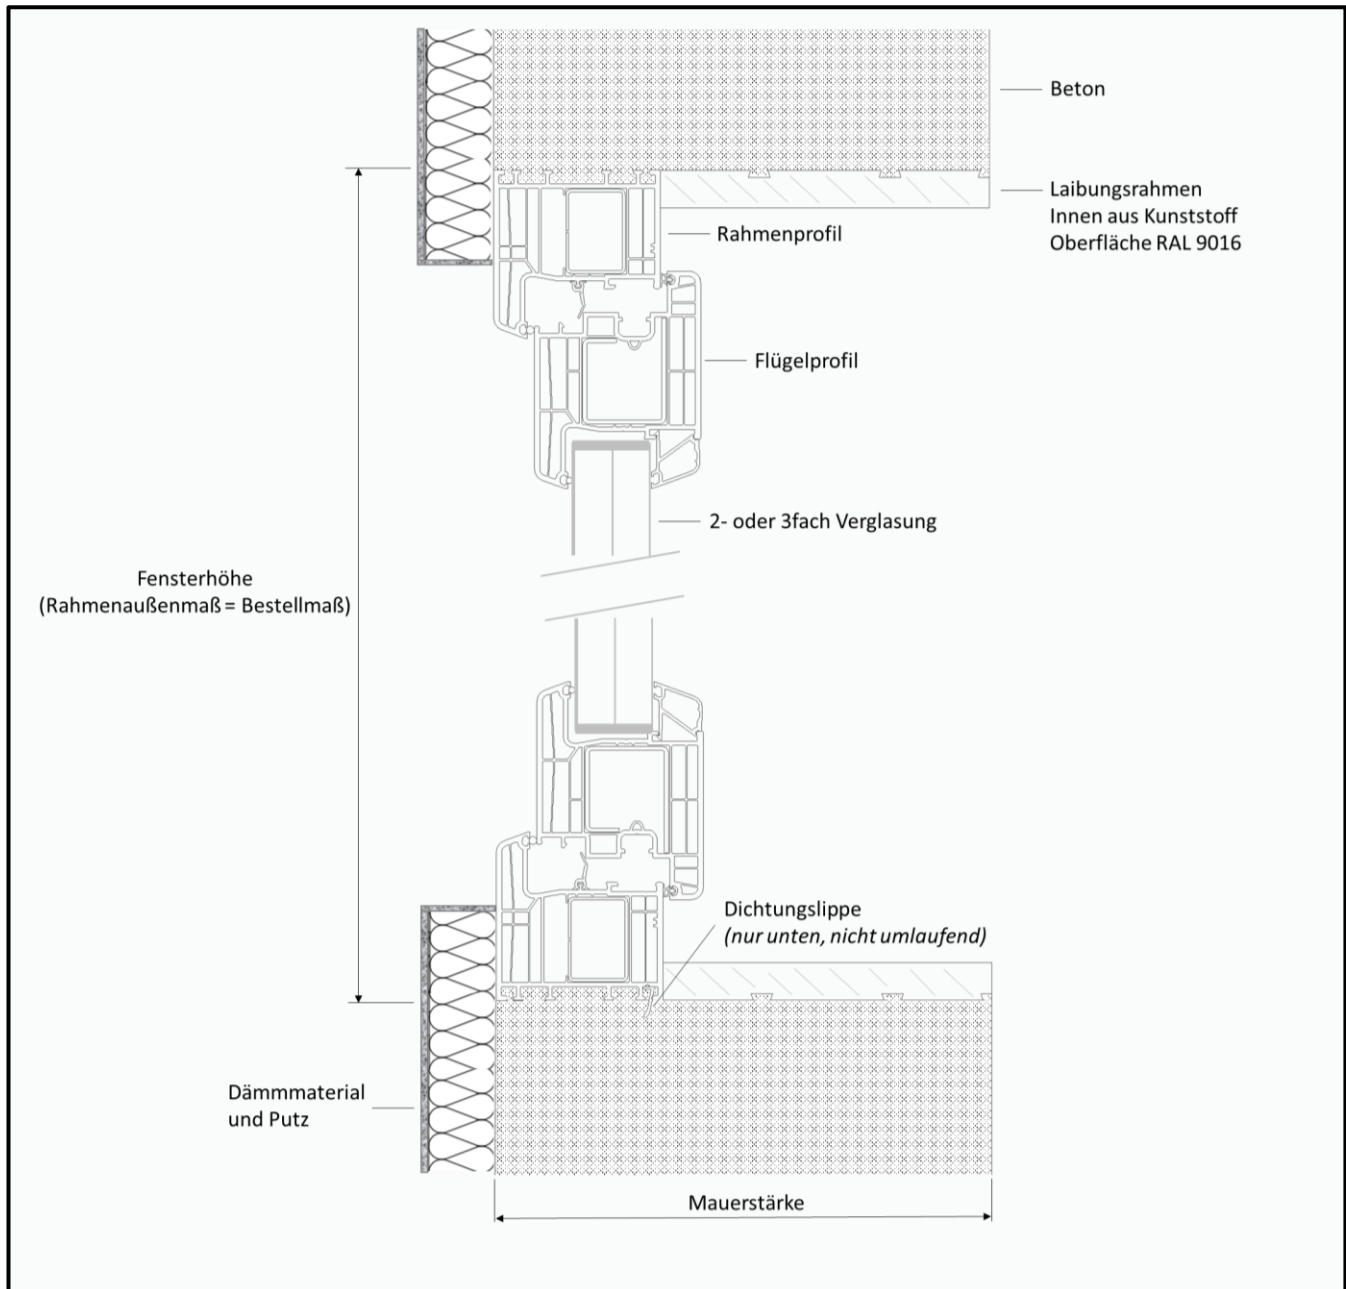 Beton
Laibungsrahmen
Innen aus Kunststoff
Oberfläche RAL 9016
Rahmenprofil
Flügelprofil
2- oder 3fach Verglasung
Fensterhöhe
(Rahmenaußenmaß = Bestellmaß)
Dichtungslippe
(nur unten, nicht umlaufend)
Dämmmaterial
und Putz
Mauerstärke